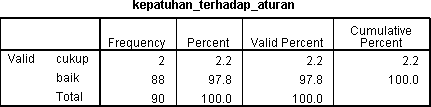 kepatuhan_terhadap_aturan
Frequency Percent Valid Percent Cumulative Percent
Valid cukup 2 2.2 2.2 2.2
baik 88 97.8 97.8 100.0
Total 90 100.0 100.0